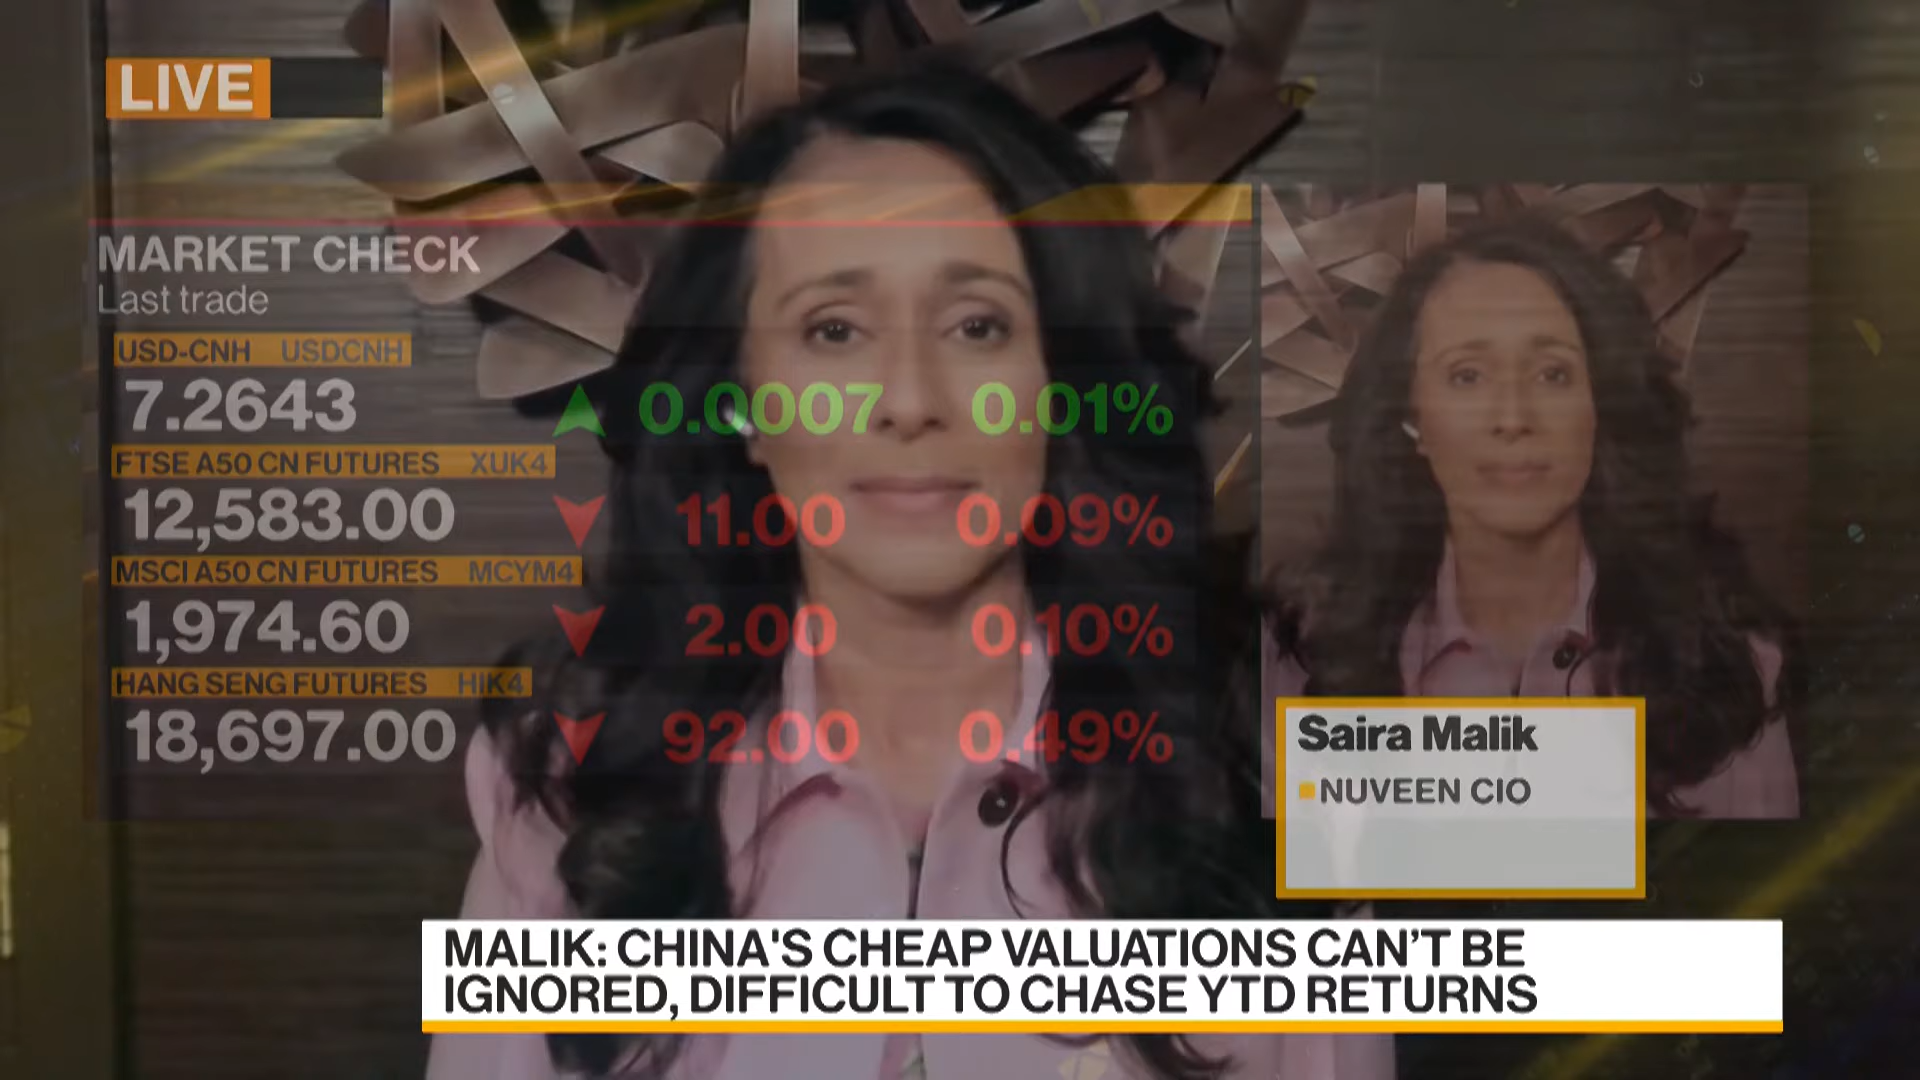 LIVE
MARKET CHECK
Last trade
USD-CNH USDCNH
7.2643 0.0007 0.01%
FTSE A50 CN FUTURES XUK4
12,583.00 11.00 0.09%
MSCI A50 CN FUTURES MCYM4
1,974.60 2.00 0.10%
HANG SENG FUTURES HIK4
18,697.00 92.00 0.49%
Saira Malik
NUVEEN CIO
MALIK: CHINA'S CHEAP VALUATIONS CAN’T BE
IGNORED, DIFFICULT TO CHASE YTD RETURNS